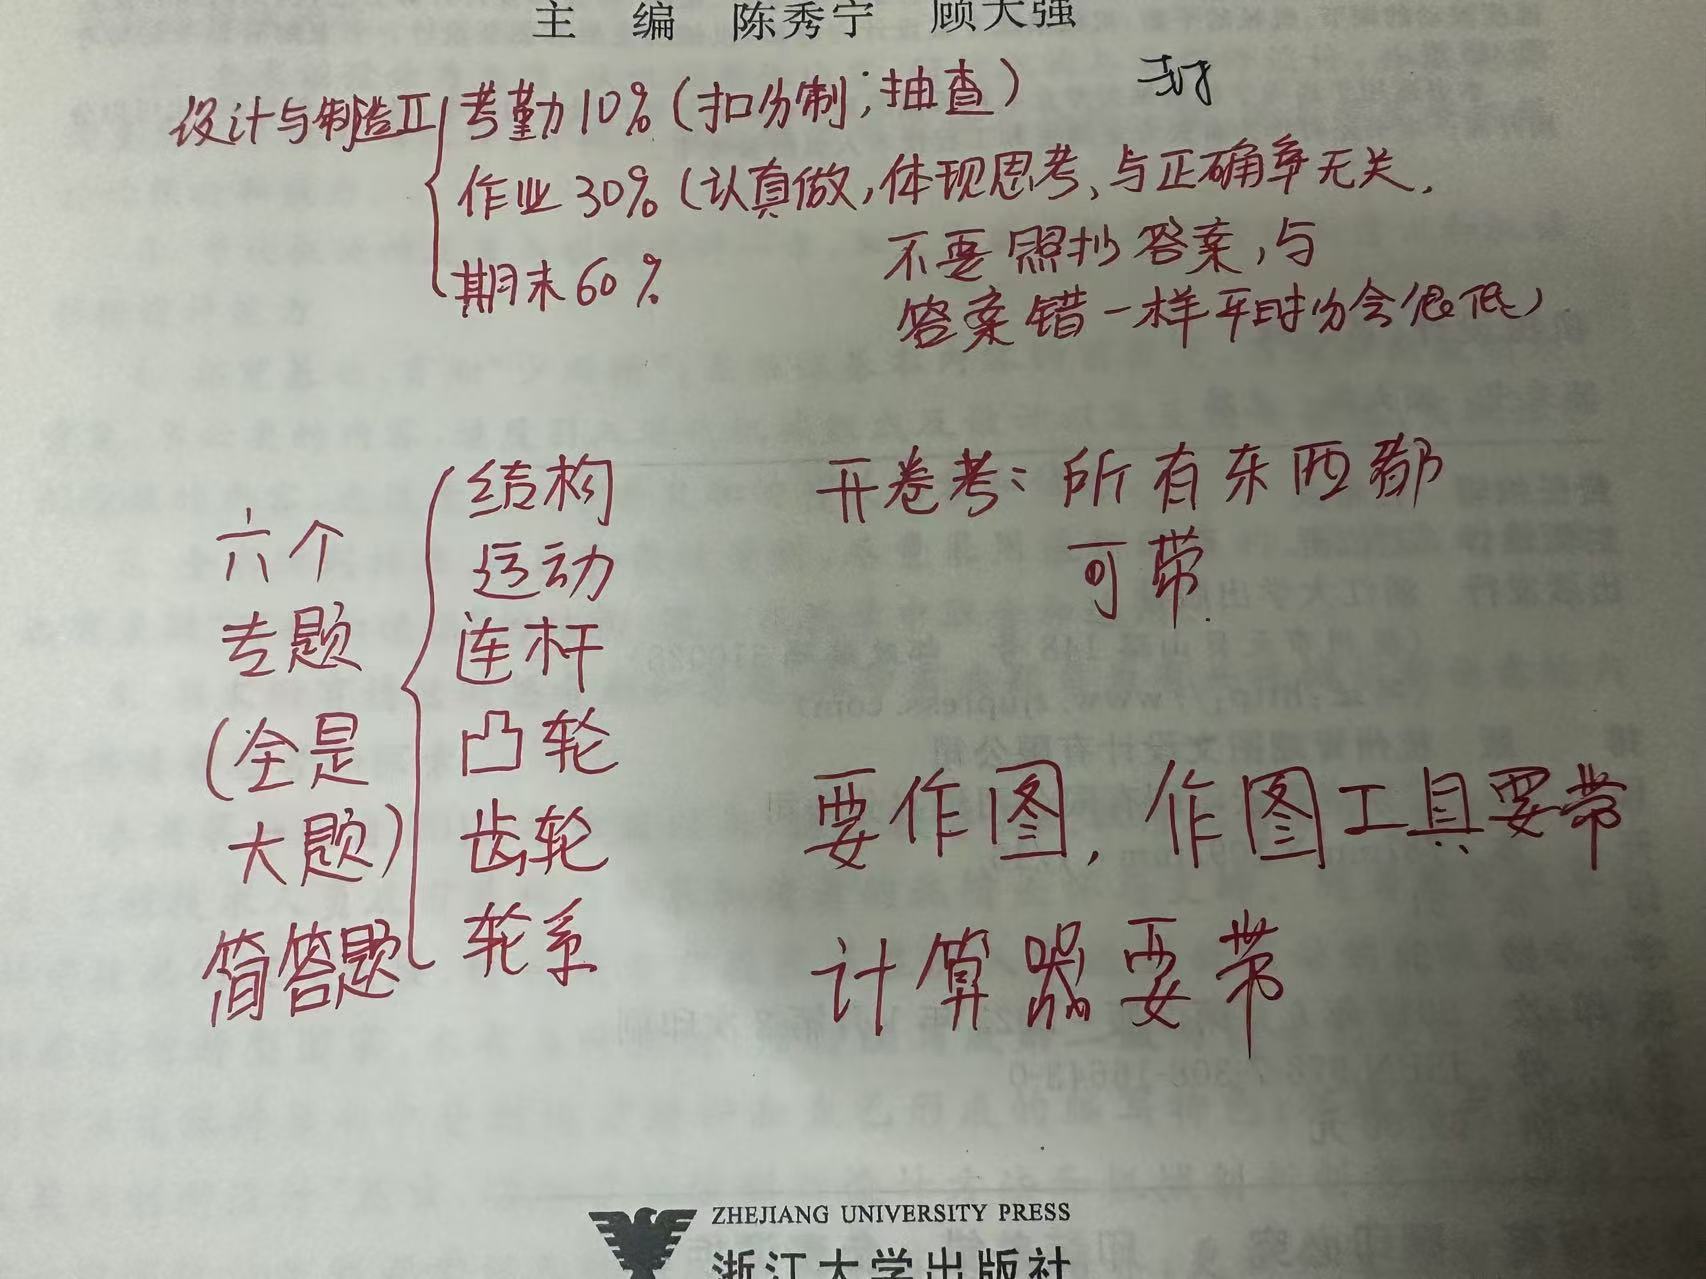 主 编 陈秀宁 顾大强
设计与制造Ⅱ
考勤10%(扣分制;抽查)
作业30%(认真做,体现思考、与正确率无关.
不要照抄答案,与
答案错一样平时分会很低)
期末60%
六个
专题
(全是
大题)
简答题
结构
运动
连杆
凸轮
齿轮
轮系
开卷考:所有东西都
可带.
要作图,作图工具要带
计算器要带
ZHEJIANG UNIVERSITY PRESS
浙江大学出版社